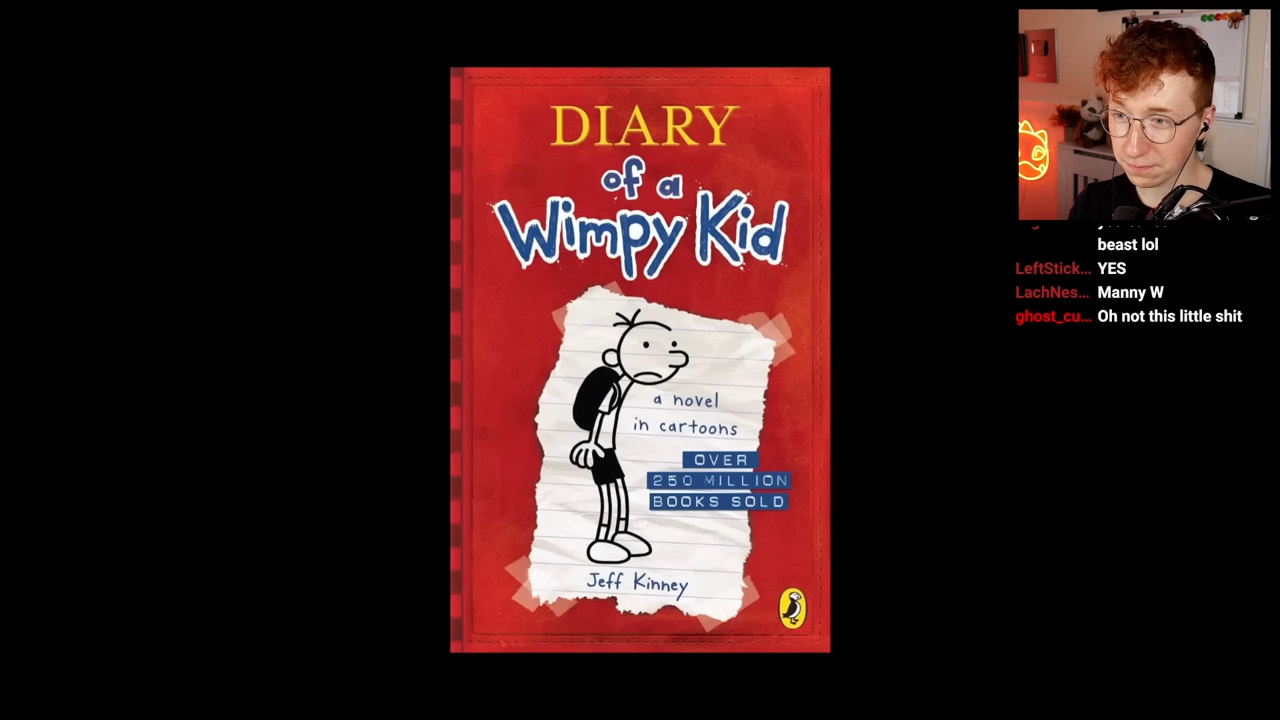 DIARY
of a
Wimpy Kid
a novel
in cartoons
OVER
250 MILLION
BOOKS SOLD
Jeff Kinney
beast lol
LeftStick... YES
LachNes... Manny W
ghost_cu... Oh not this little shit